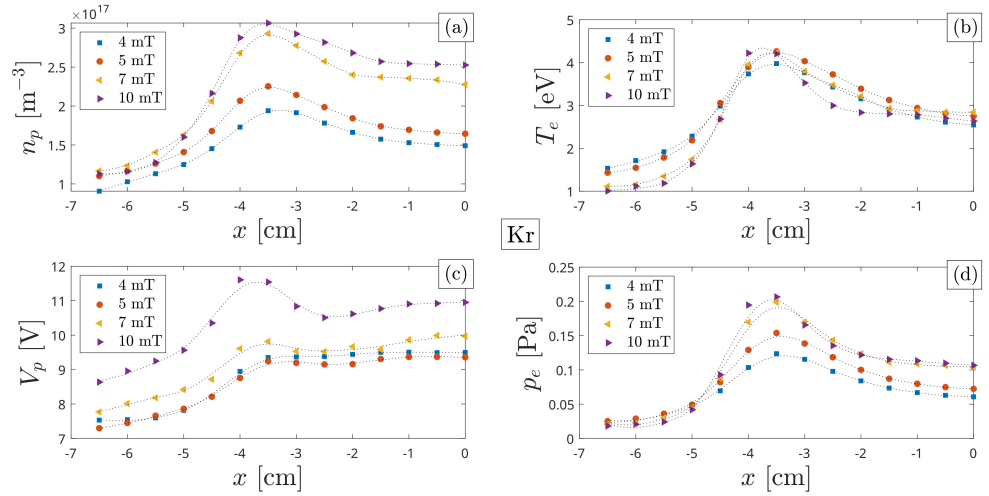 ×10¹⁷
(a)
4 mT
5 mT
7 mT
10 mT
3
2.5
2
1.5
1
n_p [m⁻³]
-7 -6 -5 -4 -3 -2 -1 0
x [cm]
(b)
4 mT
5 mT
7 mT
10 mT
5
4
3
2
1
T_e [eV]
-7 -6 -5 -4 -3 -2 -1 0
x [cm]
Kr
(c)
4 mT
5 mT
7 mT
10 mT
12
11
10
9
8
7
V_p [V]
-7 -6 -5 -4 -3 -2 -1 0
x [cm]
(d)
4 mT
5 mT
7 mT
10 mT
0.25
0.2
0.15
0.1
0.05
0
p_e [Pa]
-7 -6 -5 -4 -3 -2 -1 0
x [cm]